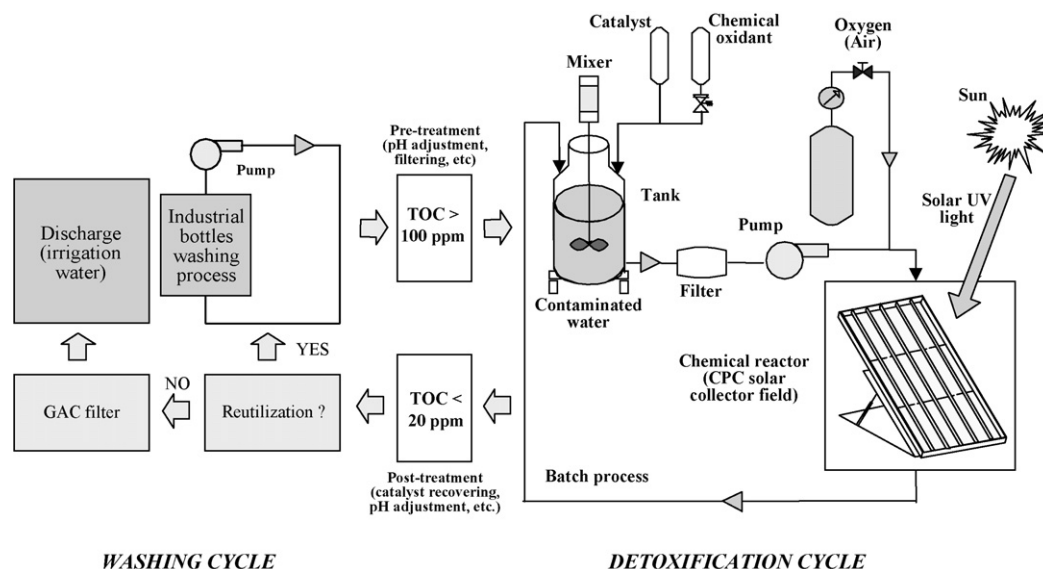 Catalyst
Chemical
oxidant
Oxygen
(Air)
Mixer
Sun
Pre-treatment
(pH adjustment,
filtering, etc)
Pump
Tank
Solar UV
light
Discharge
(irrigation
water)
Industrial
bottles
washing
process
TOC >
100 ppm
Pump
Filter
Contaminated
water
YES
Chemical reactor
(CPC solar
collector field)
NO
GAC filter
Reutilization ?
TOC <
20 ppm
Post-treatment
(catalyst recovering,
pH adjustment, etc.)
Batch process
WASHING CYCLE
DETOXIFICATION CYCLE